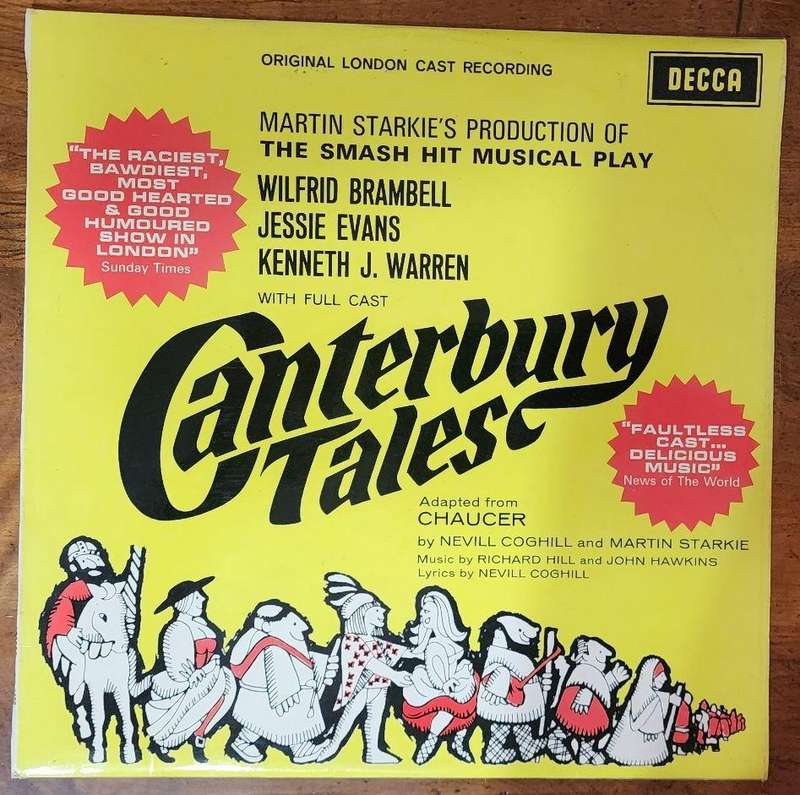 ORIGINAL LONDON CAST RECORDING
DECCA
MARTIN STARKIE'S PRODUCTION OF
THE SMASH HIT MUSICAL PLAY
"THE RACIEST,
BAWDIEST,
MOST
GOOD HEARTED
& GOOD
HUMOURED
SHOW IN
LONDON"
Sunday Times
WILFRID BRAMBELL
JESSIE EVANS
KENNETH J. WARREN
WITH FULL CAST
Canterbury
Tales
"FAULTLESS
CAST...
DELICIOUS
MUSIC"
News of The World
Adapted from
CHAUCER
by NEVILL COGHILL and MARTIN STARKIE
Music by RICHARD HILL and JOHN HAWKINS
Lyrics by NEVILL COGHILL